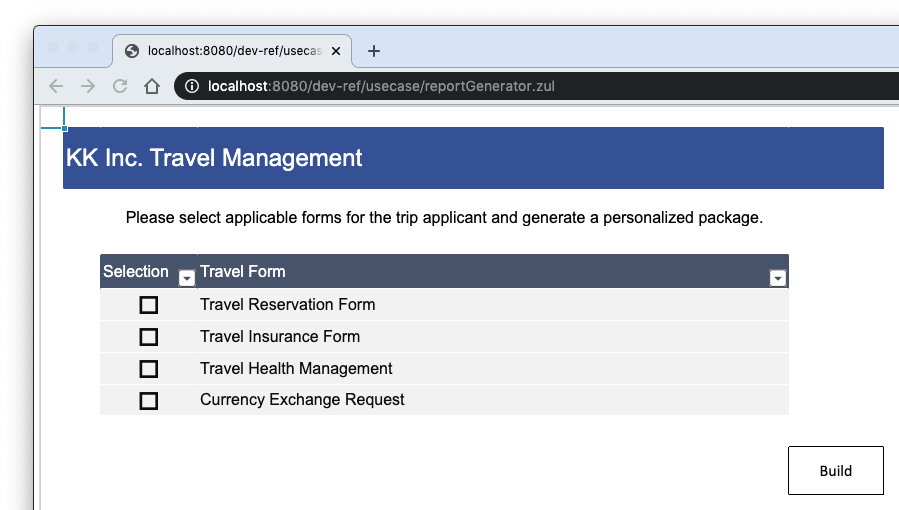 localhost:8080/dev-ref/usecas
localhost:8080/dev-ref/usecase/reportGenerator.zul
KK Inc. Travel Management
Please select applicable forms for the trip applicant and generate a personalized package.
Selection Travel Form
Travel Reservation Form
Travel Insurance Form
Travel Health Management
Currency Exchange Request
Build